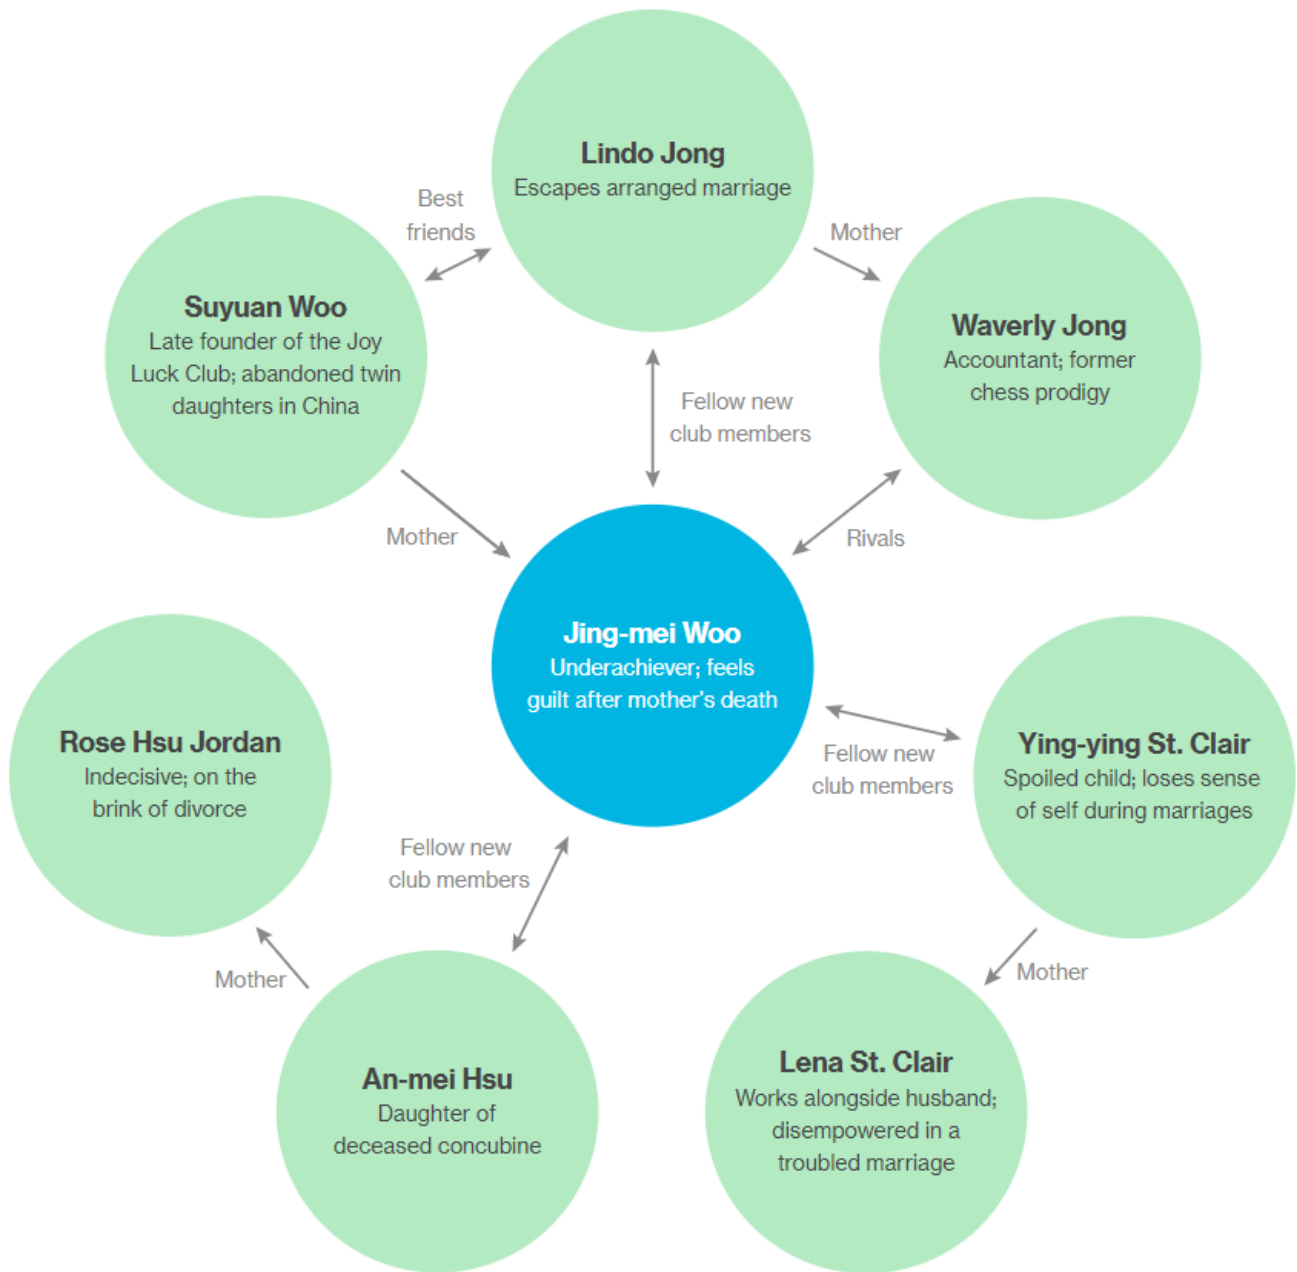 Lindo Jong
Escapes arranged marriage
Best
friends
Mother
Suyuan Woo
Late founder of the Joy
Luck Club; abandoned twin
daughters in China
Waverly Jong
Accountant; former
chess prodigy
Fellow new
club members
Mother
Rivals
Jing-mei Woo
Underachiever; feels
guilt after mother's death
Rose Hsu Jordan
Indecisive; on the
brink of divorce
Ying-ying St. Clair
Spoiled child; loses sense
of self during marriages
Fellow new
club members
Fellow new
club members
Mother
Mother
An-mei Hsu
Daughter of
deceased concubine
Lena St. Clair
Works alongside husband;
disempowered in a
troubled marriage